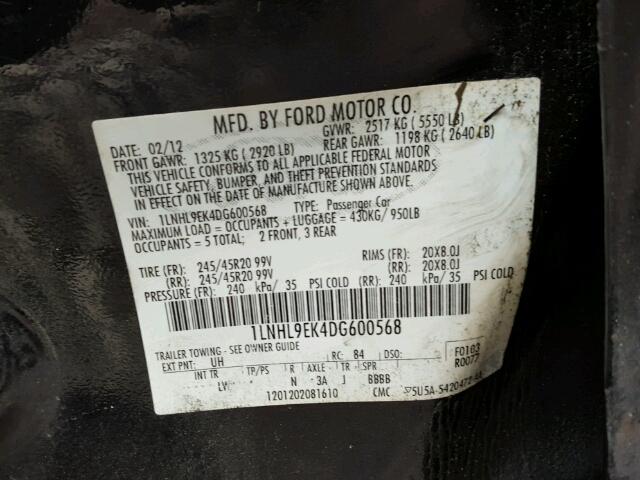 MFD. BY FORD MOTOR CO.
DATE: 02/12 GVWR: 2517 KG ( 5550 LB)
FRONT GAWR: 1325 KG ( 2920 LB) REAR GAWR: 1198 KG ( 2640 LB)
THIS VEHICLE CONFORMS TO ALL APPLICABLE FEDERAL MOTOR
VEHICLE SAFETY, BUMPER, AND THEFT PREVENTION STANDARDS
IN EFFECT ON THE DATE OF MANUFACTURE SHOWN ABOVE.
VIN: 1LNHL9EK4DG600568 TYPE: Passenger Car
MAXIMUM LOAD = OCCUPANTS + LUGGAGE = 430KG/ 950LB
OCCUPANTS = 5 TOTAL; 2 FRONT, 3 REAR
TIRE (FR): 245/45R20 99V RIMS (FR): 20X8.0J
(RR): 245/45R20 99V (RR): 20X8.0J
PRESSURE (FR): 240 kPa/ 35 PSI COLD (RR): 240 kPa/ 35 PSI COLD
1LNHL9EK4DG600568
TRAILER TOWING - SEE OWNER GUIDE
EXT PNT: UH RC: 84 DSO: F0103
INT TR TP/PS R AXLE TR SPR R0077
LV N 3A J BBBB
1201202081610 CMC